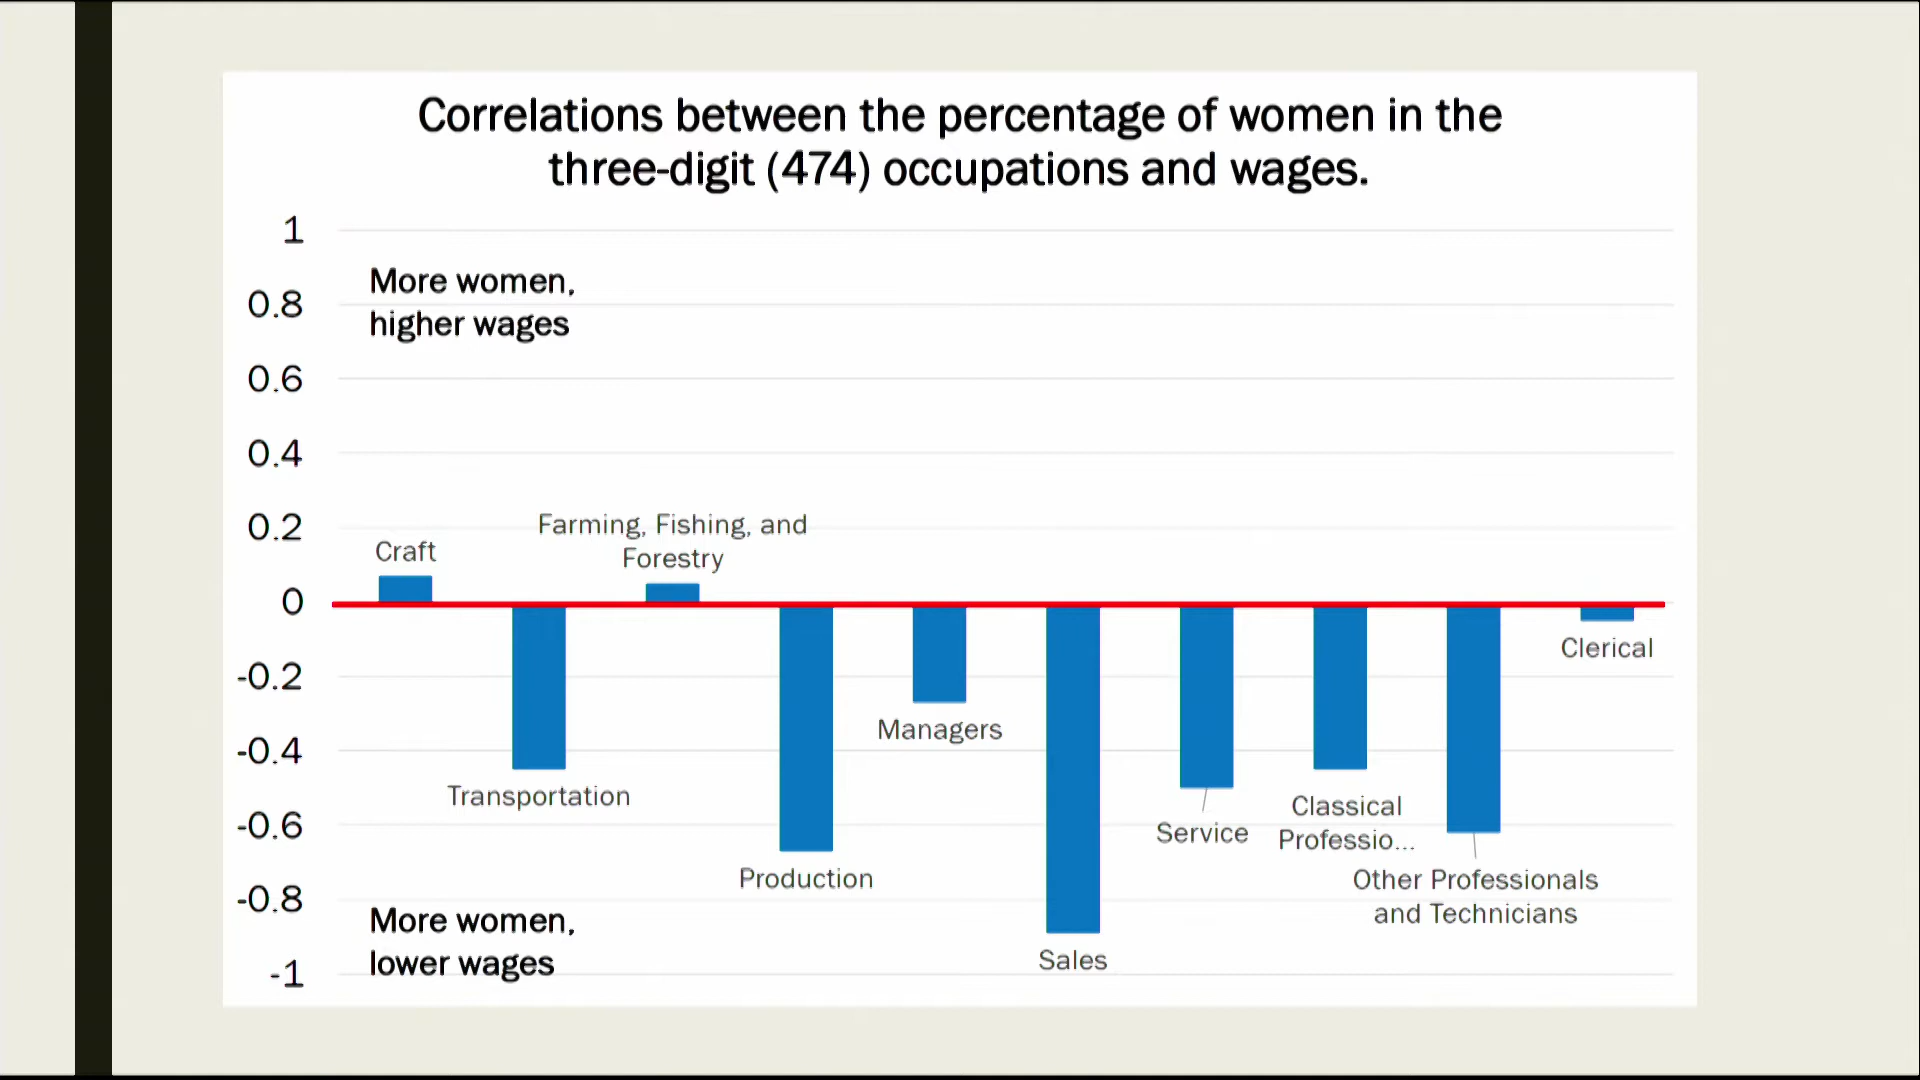 Correlations between the percentage of women in the
three-digit (474) occupations and wages.
1
More women,
higher wages
0.8
0.6
0.4
0.2
Farming, Fishing, and
Forestry
Craft
0
Clerical
-0.2
Managers
-0.4
Transportation
Classical
Professio...
-0.6
Service
Production
Other Professionals
and Technicians
-0.8
More women,
lower wages
Sales
-1